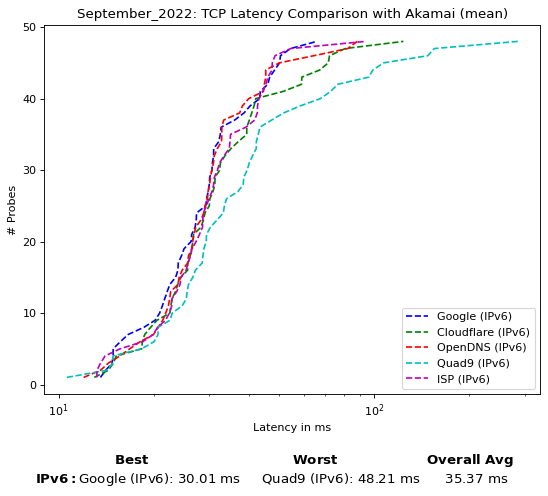 September_2022: TCP Latency Comparison with Akamai (mean)
# Probes
50
40
30
20
10
0
Google (IPv6)
Cloudflare (IPv6)
OpenDNS (IPv6)
Quad9 (IPv6)
ISP (IPv6)
10¹ 10²
Latency in ms
Best Worst Overall Avg
IPv6: Google (IPv6): 30.01 ms Quad9 (IPv6): 48.21 ms 35.37 ms